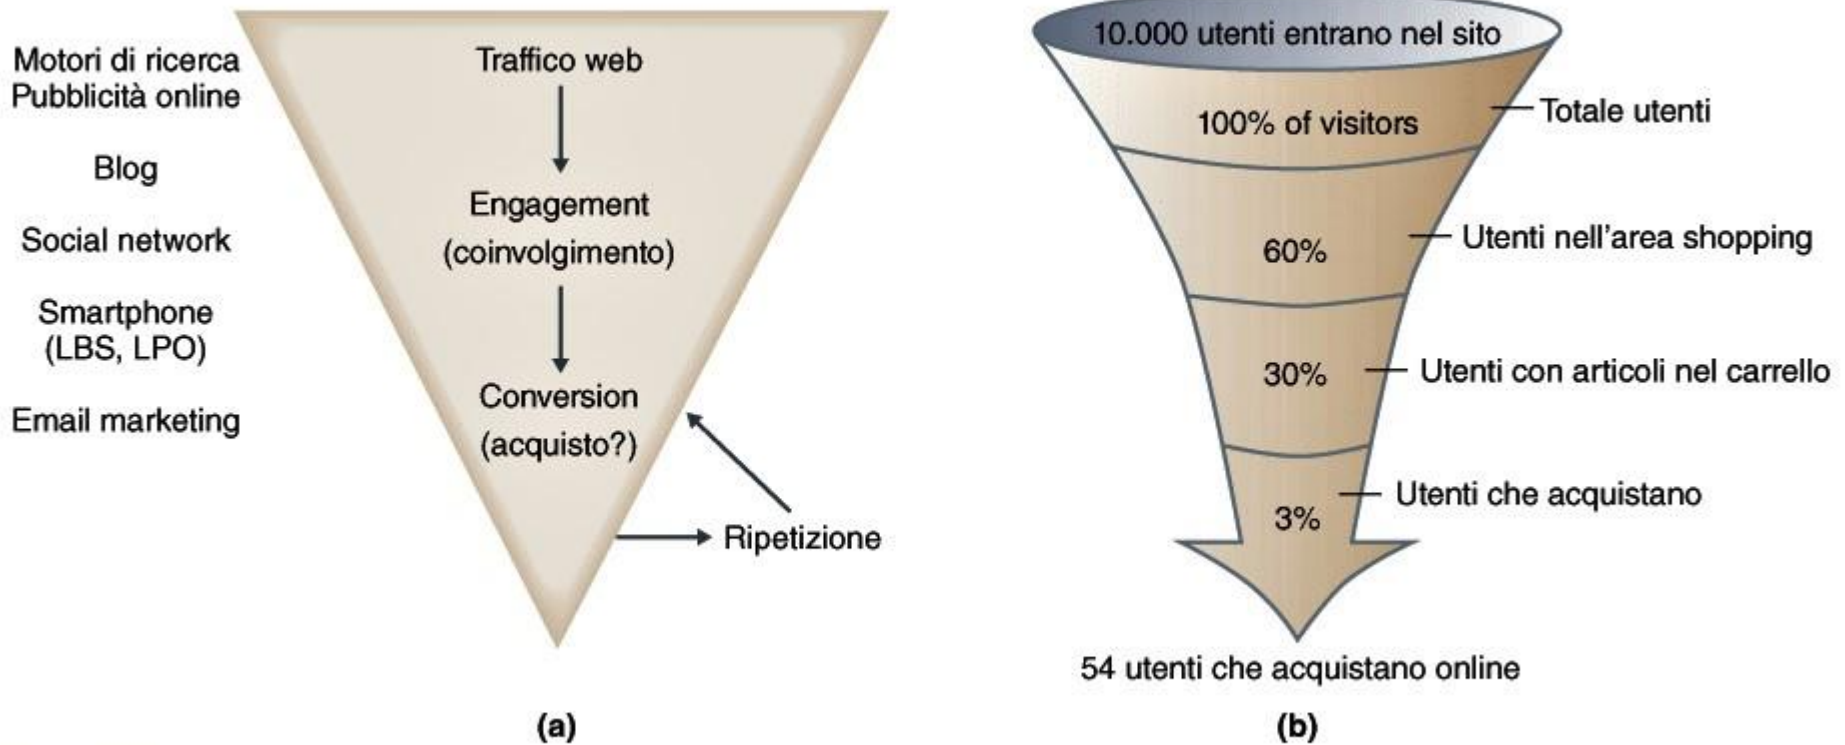 Motori di ricerca
Pubblicità online
Blog
Social network
Smartphone
(LBS, LPO)
Email marketing
Traffico web
Engagement
(coinvolgimento)
Conversion
(acquisto?)
Ripetizione
(a)
10.000 utenti entrano nel sito
100% of visitors
Totale utenti
60%
Utenti nell'area shopping
30%
Utenti con articoli nel carrello
3%
Utenti che acquistano
54 utenti che acquistano online
(b)